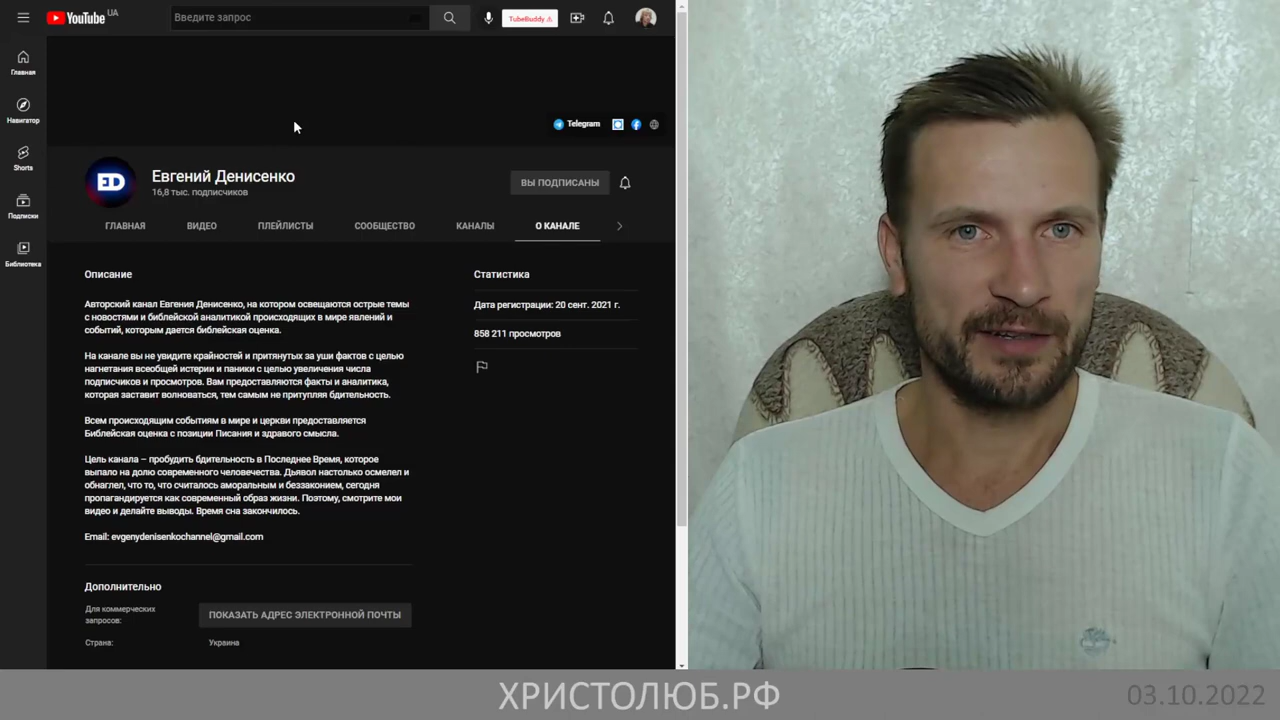 YouTube UA
Введите запрос
TubeBuddy
Главная
Навигатор
Shorts
Подписки
Библиотека
Telegram
ED
Евгений Денисенко
16,8 тыс. подписчиков
ВЫ ПОДПИСАНЫ
ГЛАВНАЯ ВИДЕО ПЛЕЙЛИСТЫ СООБЩЕСТВО КАНАЛЫ О КАНАЛЕ
Описание
Авторский канал Евгения Денисенко, на котором освещаются острые темы
с новостями и библейской аналитикой происходящих в мире явлений и
событий, которым дается библейская оценка.
На канале вы не увидите крайностей и притянутых за уши фактов с целью
нагнетания всеобщей истерии и паники с целью увеличения числа
подписчиков и просмотров. Вам предоставляются факты и аналитика,
которая заставит волноваться, тем самым не притупляя бдительность.
Всем происходящим событиям в мире и церкви предоставляется
Библейская оценка с позиции Писания и здравого смысла.
Цель канала – пробудить бдительность в Последнее Время, которое
выпало на долю современного человечества. Дьявол настолько осмелел и
обнаглел, что то, что считалось аморальным и беззаконием, сегодня
пропагандируется как современный образ жизни. Поэтому, смотрите мои
видео и делайте выводы. Время сна закончилось.
Email: evgenydenisenkochannel@gmail.com
Статистика
Дата регистрации: 20 сент. 2021 г.
858 211 просмотров
Дополнительно
Для коммерческих
запросов:
ПОКАЗАТЬ АДРЕС ЭЛЕКТРОННОЙ ПОЧТЫ
Страна: Украина
ХРИСТОЛЮБ.РФ
03.10.2022